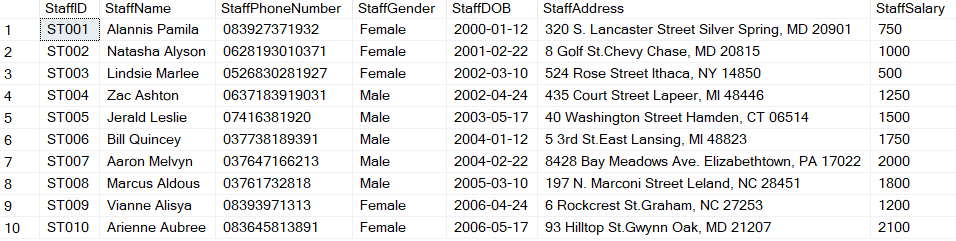 StaffID StaffName StaffPhoneNumber StaffGender StaffDOB StaffAddress StaffSalary
1 ST001 Alannis Pamila 083927371932 Female 2000-01-12 320 S. Lancaster Street Silver Spring, MD 20901 750
2 ST002 Natasha Alyson 0628193010371 Female 2001-02-22 8 Golf St.Chevy Chase, MD 20815 1000
3 ST003 Lindsie Marlee 0526830281927 Female 2002-03-10 524 Rose Street Ithaca, NY 14850 500
4 ST004 Zac Ashton 0637183919031 Male 2002-04-24 435 Court Street Lapeer, MI 48446 1250
5 ST005 Jerald Leslie 07416381920 Male 2003-05-17 40 Washington Street Hamden, CT 06514 1500
6 ST006 Bill Quincey 037738189391 Male 2004-01-12 5 3rd St.East Lansing, MI 48823 1750
7 ST007 Aaron Melvyn 037647166213 Male 2004-02-22 8428 Bay Meadows Ave. Elizabethtown, PA 17022 2000
8 ST008 Marcus Aldous 03761732818 Male 2005-03-10 197 N. Marconi Street Leland, NC 28451 1800
9 ST009 Vianne Alisya 08393971313 Female 2006-04-24 6 Rockcrest St.Graham, NC 27253 1200
10 ST010 Arienne Aubree 083645813891 Female 2006-05-17 93 Hilltop St.Gwynn Oak, MD 21207 2100